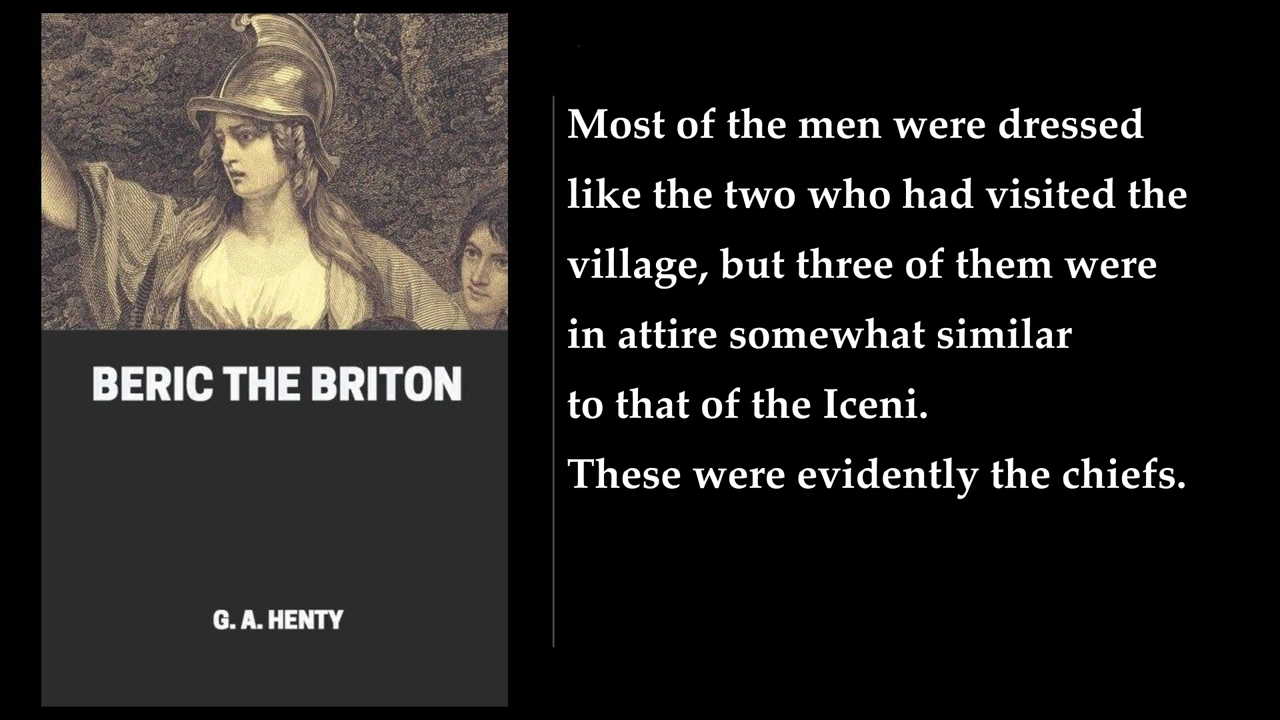 BERIC THE BRITON
G. A. HENTY
Most of the men were dressed
like the two who had visited the
village, but three of them were
in attire somewhat similar
to that of the Iceni.
These were evidently the chiefs.